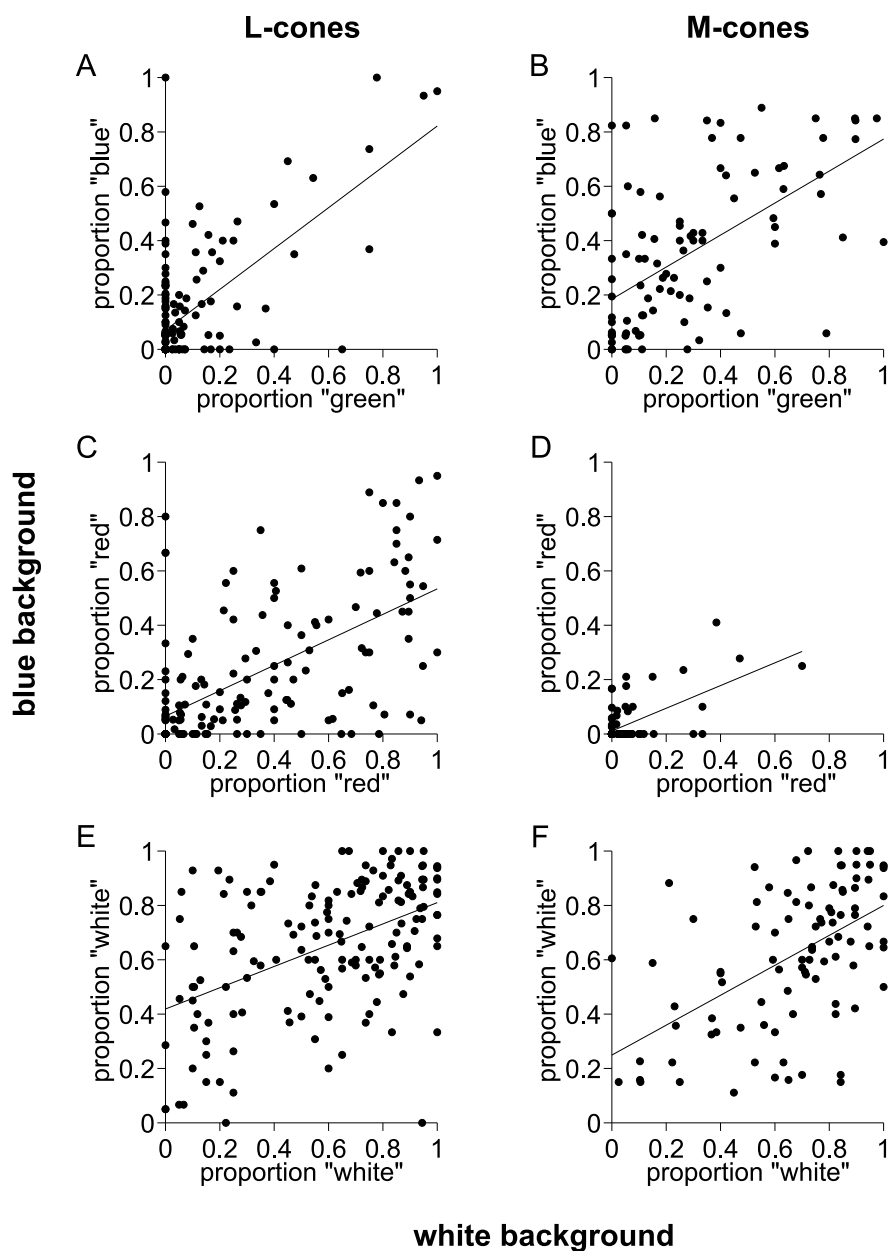 L-cones
M-cones
A
B
1
0.8
0.6
0.4
0.2
0
proportion "blue"
0 0.2 0.4 0.6 0.8 1
proportion "green"
1
0.8
0.6
0.4
0.2
0
proportion "blue"
0 0.2 0.4 0.6 0.8 1
proportion "green"
C
D
1
0.8
0.6
0.4
0.2
0
proportion "red"
0 0.2 0.4 0.6 0.8 1
proportion "red"
1
0.8
0.6
0.4
0.2
0
proportion "red"
0 0.2 0.4 0.6 0.8 1
proportion "red"
blue background
E
F
1
0.8
0.6
0.4
0.2
0
proportion "white"
0 0.2 0.4 0.6 0.8 1
proportion "white"
1
0.8
0.6
0.4
0.2
0
proportion "white"
0 0.2 0.4 0.6 0.8 1
proportion "white"
white background